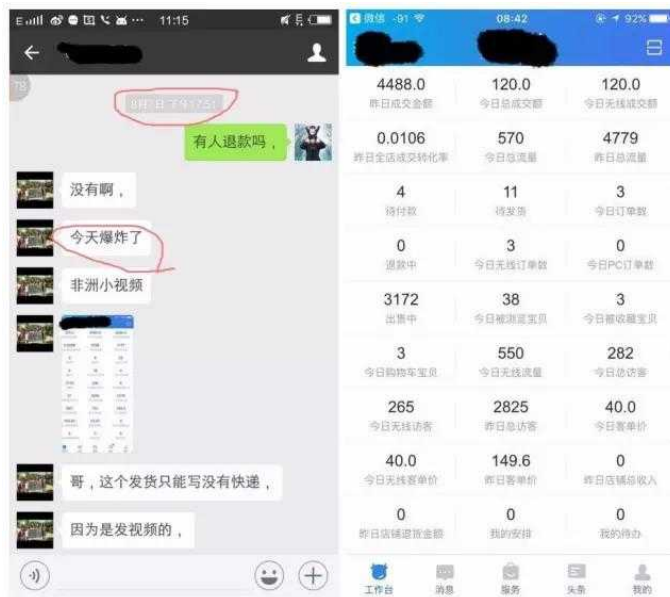 11:15
有人退款吗，
没有啊，
今天爆炸了
非洲小视频
哥，这个发货只能写没有快递，
因为是发视频的，
微信 -91
08:42
92%
4488.0 120.0 120.0
昨日成交金额 今日总成交额 今日无线成交额
0.0106 570 4779
昨日全店成交转化率 今日总流量 昨日总流量
4 11 3
待付款 待发货 今日订单数
0 3 0
退款中 今日无线订单数 今日PC订单数
3172 38 3
出售中 今日被浏览宝贝 今日被收藏宝贝
3 550 282
今日购物车宝贝 今日无线流量 今日总访客
265 2825 40.0
今日无线访客 昨日总访客 今日客单价
40.0 149.6 0
今日无线客单价 昨日客单价 昨日店铺总收入
0 0 0
昨日店铺退货金额 我的安排 我的待办
工作台 消息 服务 头条 我的